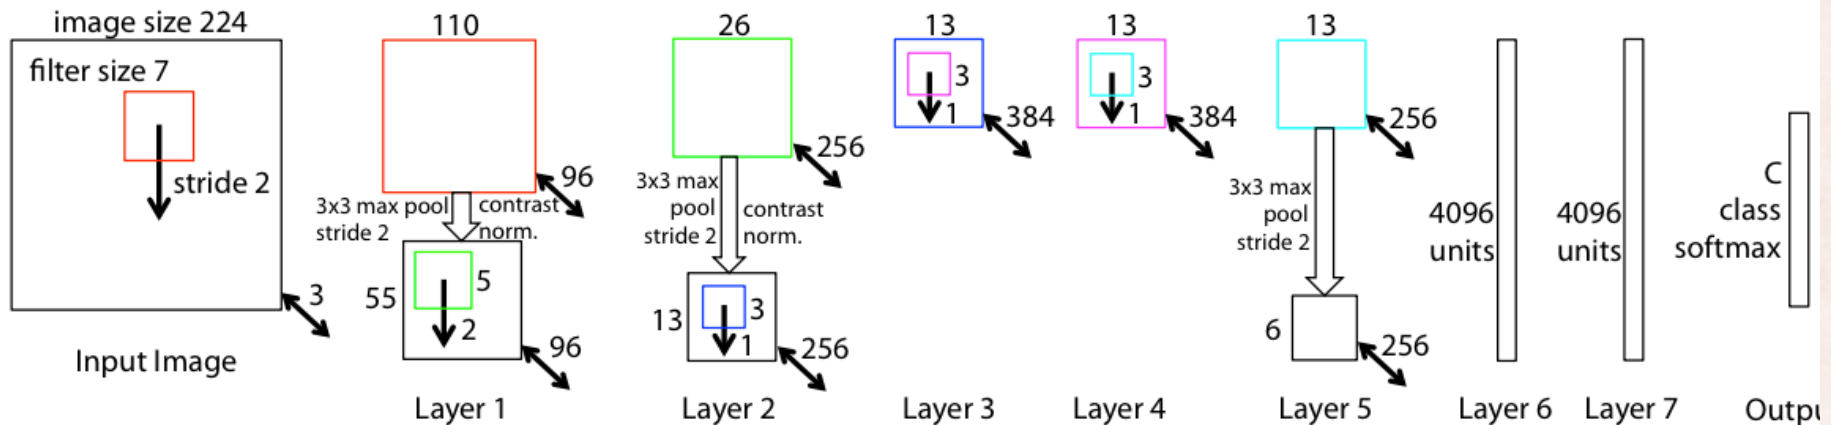 image size 224
filter size 7
stride 2
3
Input Image
110
96
3x3 max pool
stride 2
contrast
norm.
55
5
2
96
Layer 1
26
256
3x3 max
pool
stride 2
contrast
norm.
13
3
1
256
Layer 2
13
3
1
384
Layer 3
13
3
1
384
Layer 4
13
256
3x3 max
pool
stride 2
6
256
Layer 5
4096
units
Layer 6
4096
units
Layer 7
C
class
softmax
Outpu